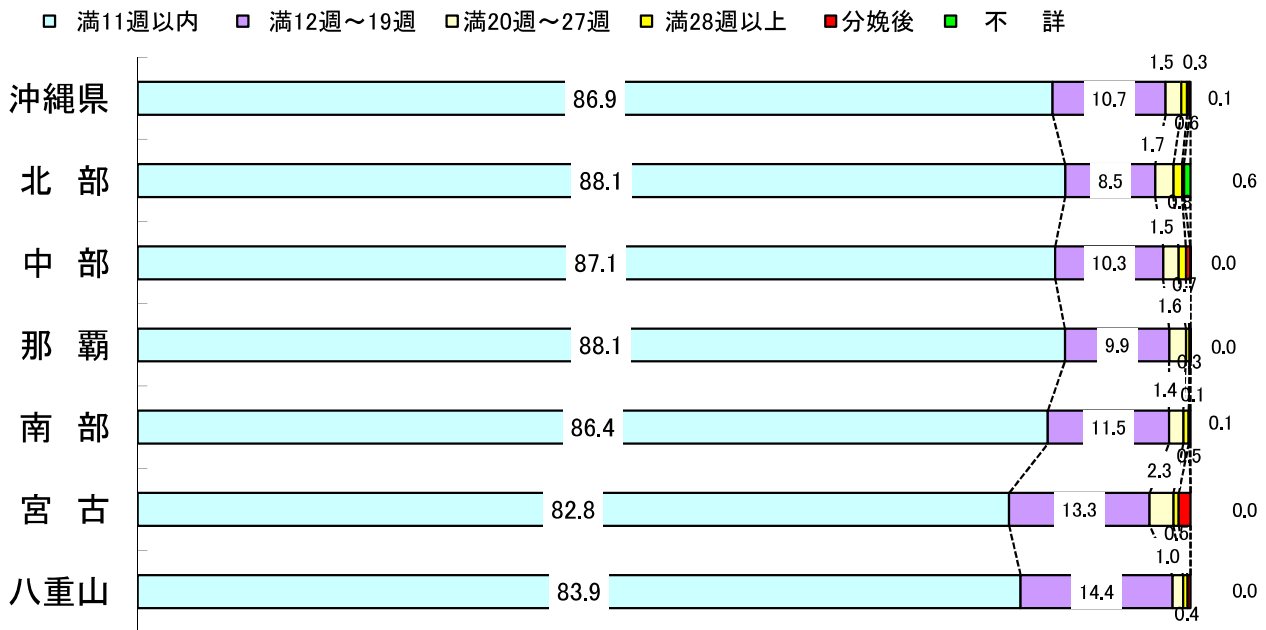 満11週以内 満12週～19週 満20週～27週 満28週以上 分娩後 不 詳
1.5 0.3
沖縄県 86.9 10.7 0.1
0.6
1.7
北 部 88.1 8.5 0.6
1.5
中 部 87.1 10.3 0.0
0.7
1.6
那 覇 88.1 9.9 0.0
0.3
1.4 0.1
南 部 86.4 11.5 0.1
0.5
2.3
宮 古 82.8 13.3 0.0
1.0
八重山 83.9 14.4 0.0
0.4